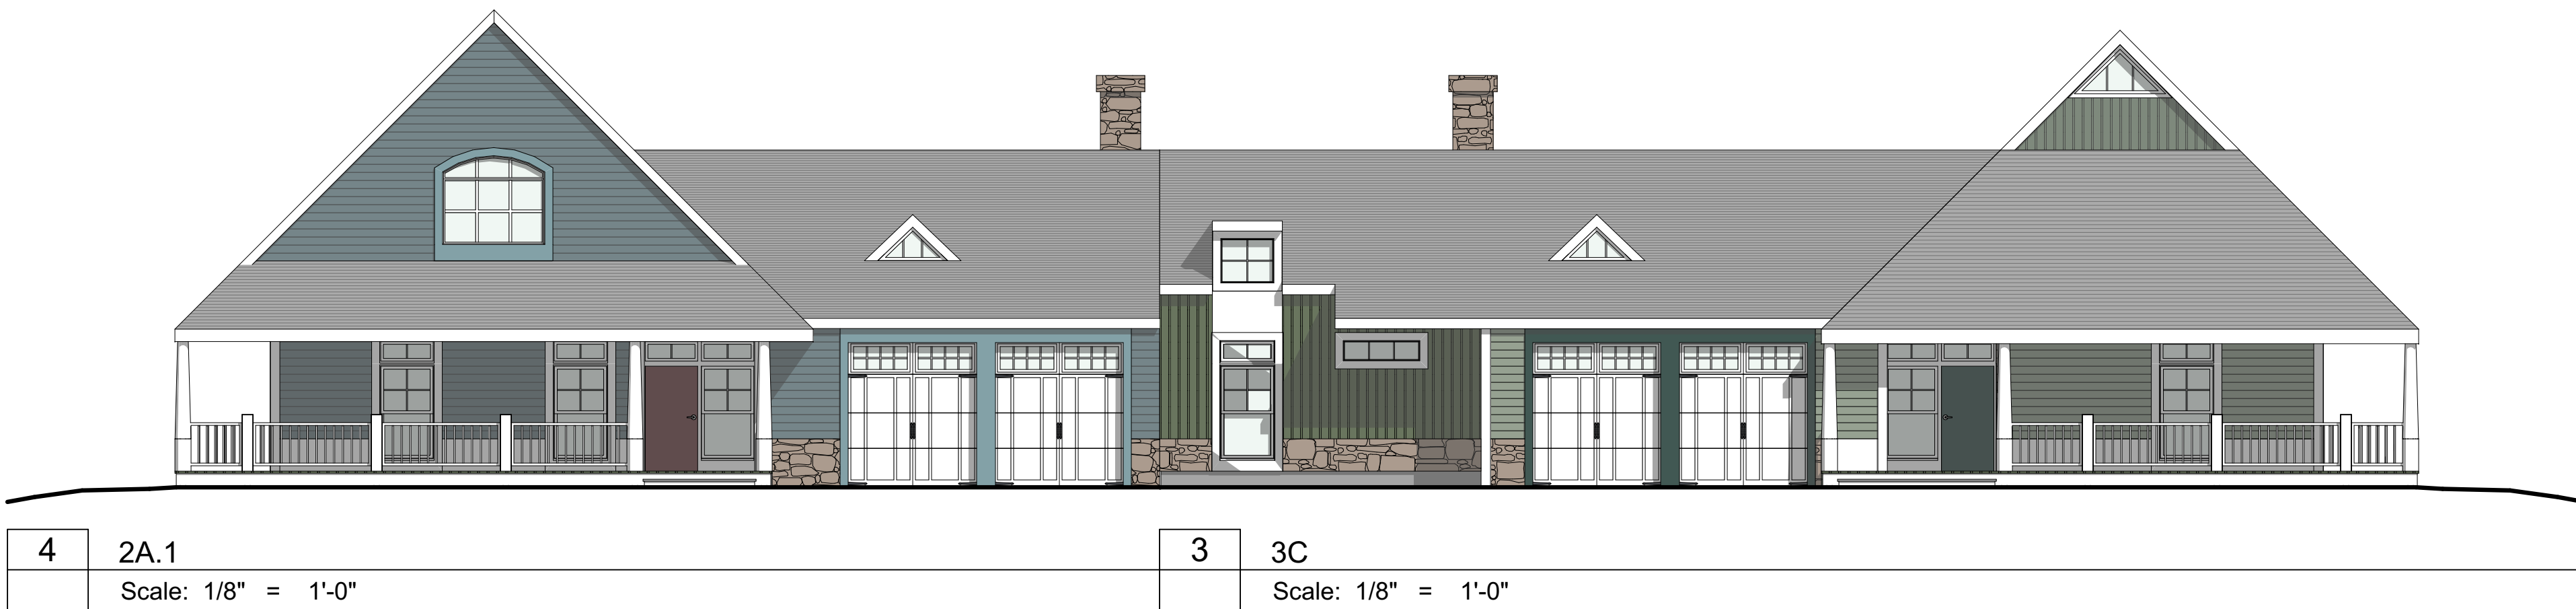 4 2A.1
Scale: 1/8" = 1'-0"
3 3C
Scale: 1/8" = 1'-0"